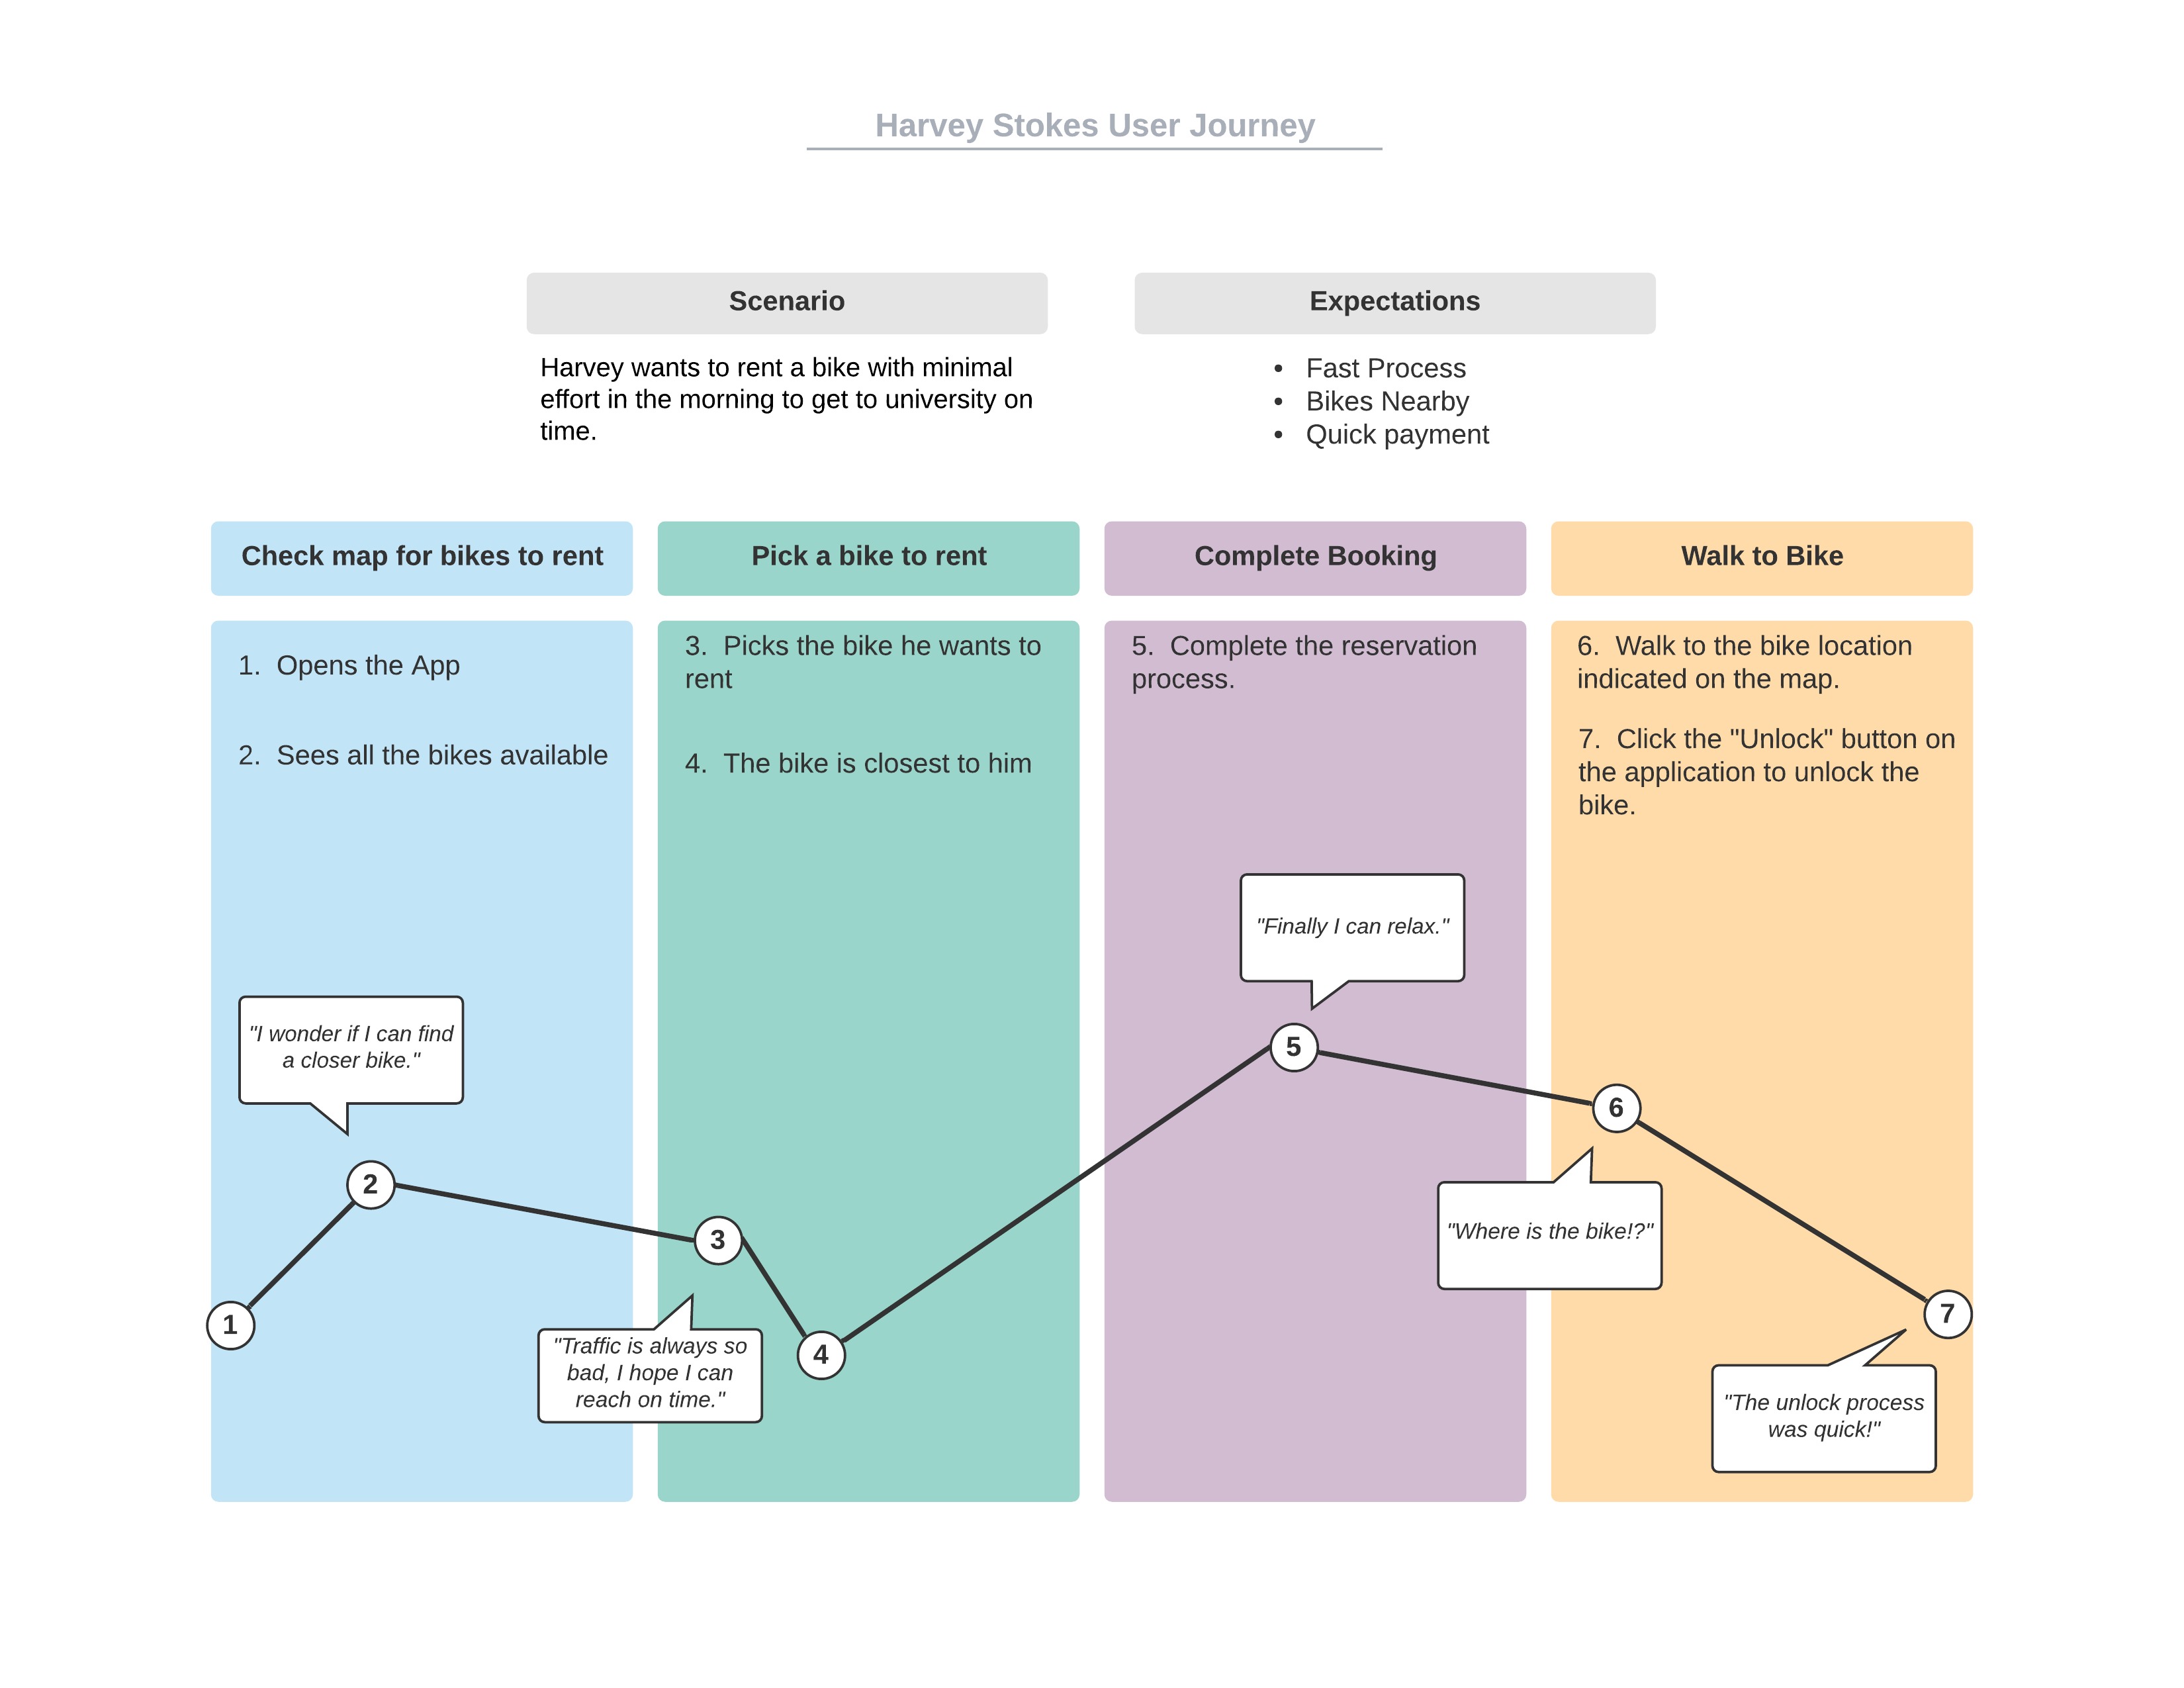 Harvey Stokes User Journey
Scenario
Harvey wants to rent a bike with minimal
effort in the morning to get to university on
time.
Expectations
• Fast Process
• Bikes Nearby
• Quick payment
Check map for bikes to rent
1. Opens the App
2. Sees all the bikes available
"I wonder if I can find
a closer bike."
2
1
Pick a bike to rent
3. Picks the bike he wants to
rent
4. The bike is closest to him
3
"Traffic is always so
bad, I hope I can
reach on time."
4
Complete Booking
5. Complete the reservation
process.
"Finally I can relax."
5
Walk to Bike
6. Walk to the bike location
indicated on the map.
7. Click the "Unlock" button on
the application to unlock the
bike.
6
"Where is the bike!?"
7
"The unlock process
was quick!"